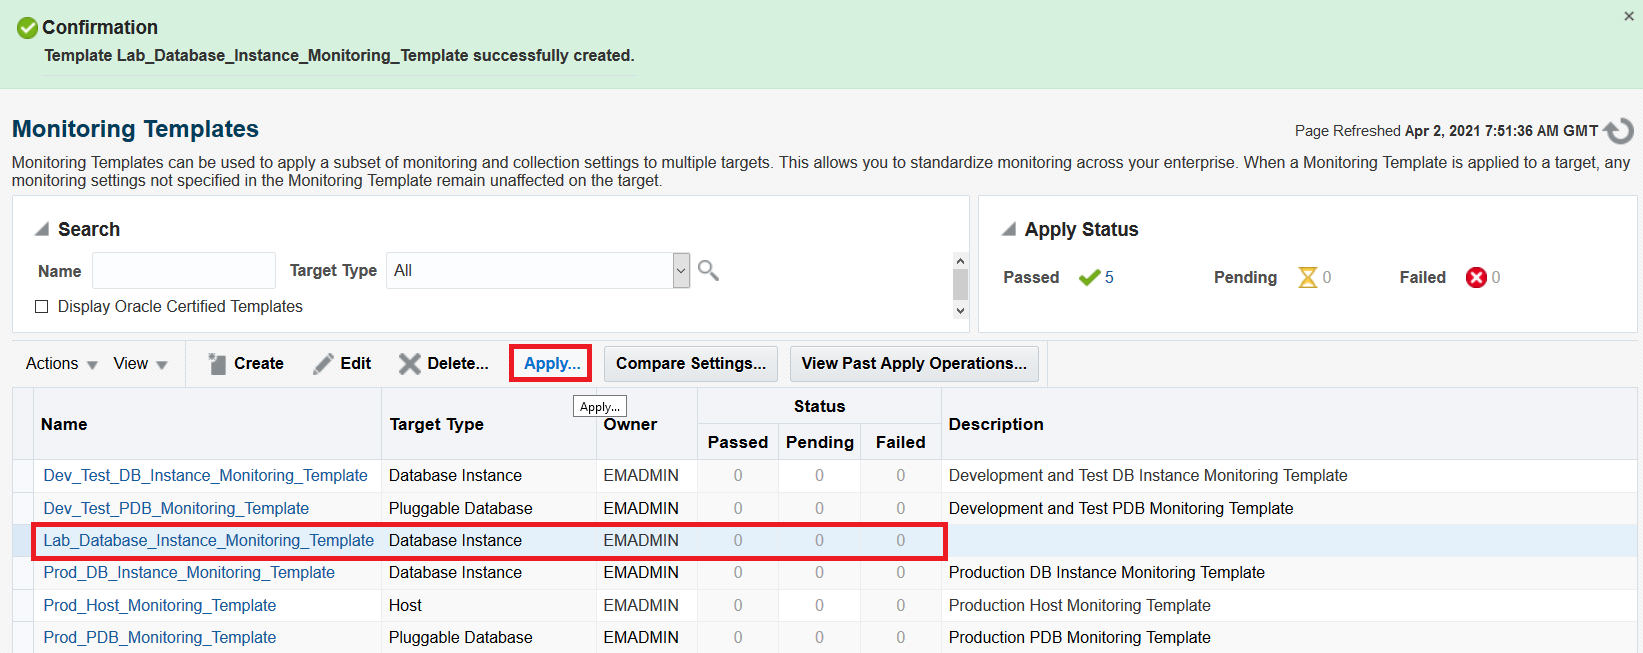 Confirmation
Template Lab_Database_Instance_Monitoring_Template successfully created.
Monitoring Templates
Page Refreshed Apr 2, 2021 7:51:36 AM GMT
Monitoring Templates can be used to apply a subset of monitoring and collection settings to multiple targets. This allows you to standardize monitoring across your enterprise. When a Monitoring Template is applied to a target, any
monitoring settings not specified in the Monitoring Template remain unaffected on the target.
Search
Name Target Type All
Display Oracle Certified Templates
Apply Status
Passed 5 Pending 0 Failed 0
Actions View Create Edit Delete... Apply... Compare Settings... View Past Apply Operations...
Apply...
Name Target Type Owner Status Description
Passed Pending Failed
Dev_Test_DB_Instance_Monitoring_Template Database Instance EMADMIN 0 0 0 Development and Test DB Instance Monitoring Template
Dev_Test_PDB_Monitoring_Template Pluggable Database EMADMIN 0 0 0 Development and Test PDB Monitoring Template
Lab_Database_Instance_Monitoring_Template Database Instance EMADMIN 0 0 0
Prod_DB_Instance_Monitoring_Template Database Instance EMADMIN 0 0 0 Production DB Instance Monitoring Template
Prod_Host_Monitoring_Template Host EMADMIN 0 0 0 Production Host Monitoring Template
Prod_PDB_Monitoring_Template Pluggable Database EMADMIN 0 0 0 Production PDB Monitoring Template